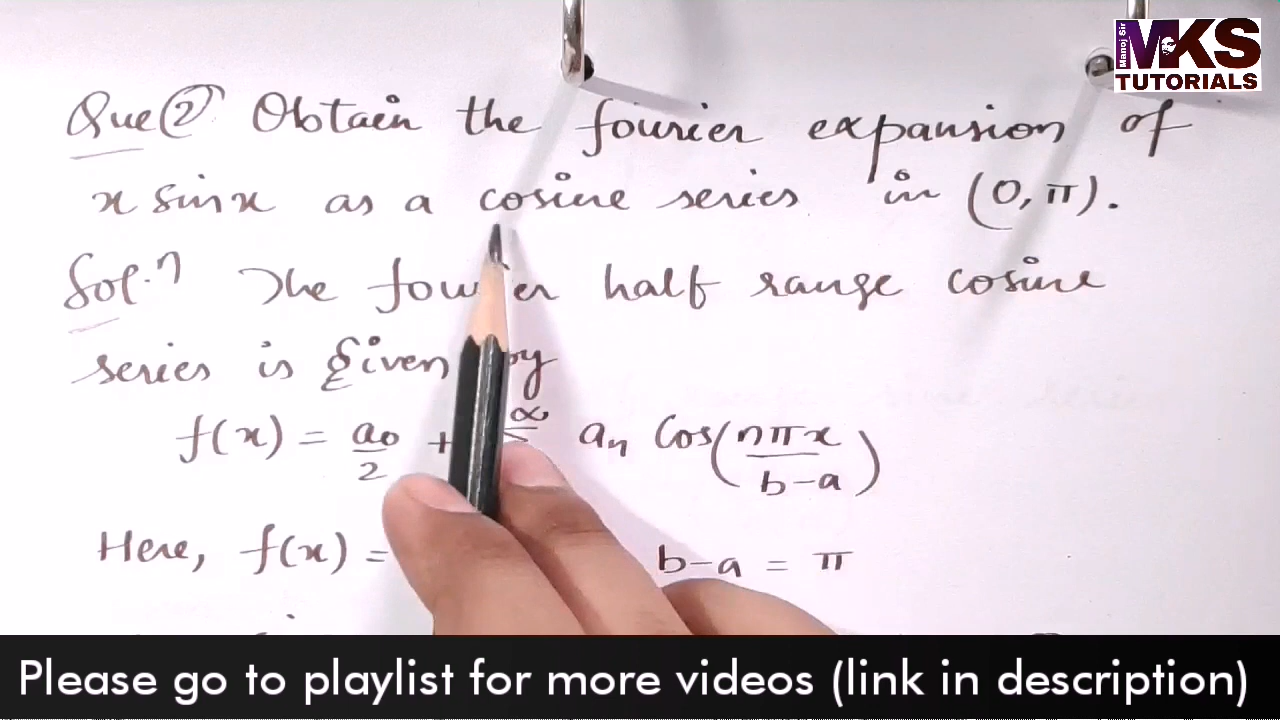 Manoj Sir
MKS
TUTORIALS
Que(2) Obtain the fourier expansion of
x sinx as a cosine series in (0, π).
Sol.n The fou er half range cosine
series is given by
f(x) = a0/2 + an Cos(nπx/b-a)
Here, f(x) = b-a = π
Please go to playlist for more videos (link in description)